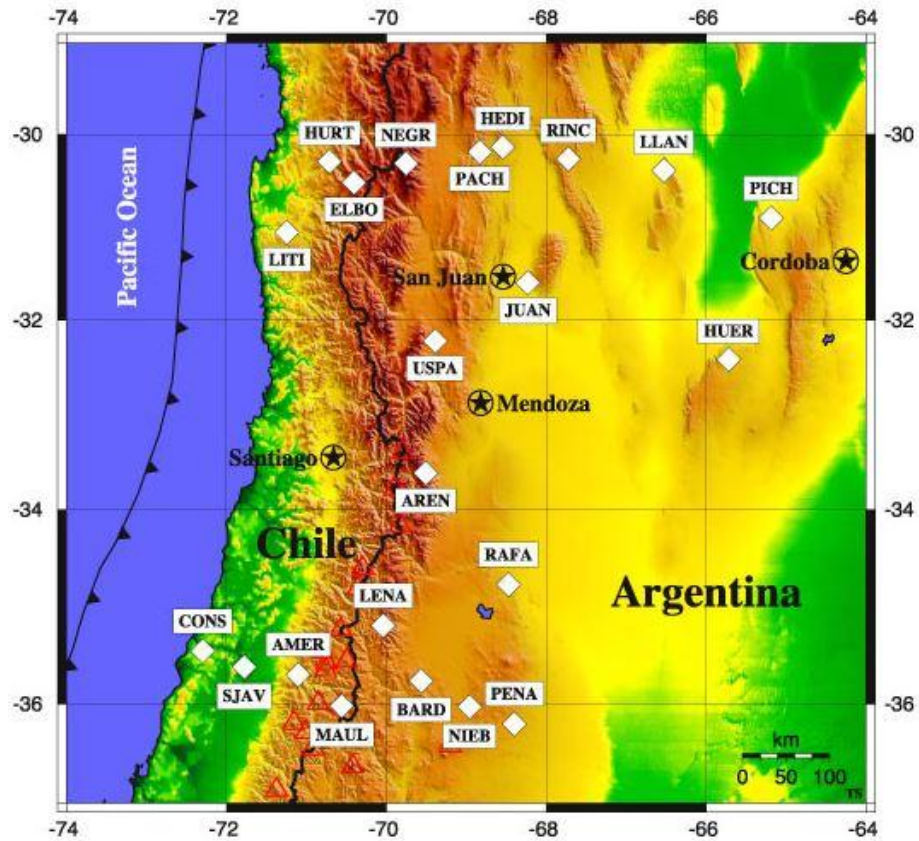 -74 -72 -70 -68 -66 -64
-30 -30
HEDI
HURT NEGR RINC
LLAN
PACH
PICH
ELBO
Pacific Ocean
LITI
San Juan Cordoba
JUAN
-32 -32
HUER
USPA
Mendoza
Santiago
AREN
-34 -34
Chile
RAFA
Argentina
LENA
CONS
AMER
SJAV
PENA
-36 -36
BARD
MAUL NIEB
km
0 50 100
TS
-74 -72 -70 -68 -66 -64